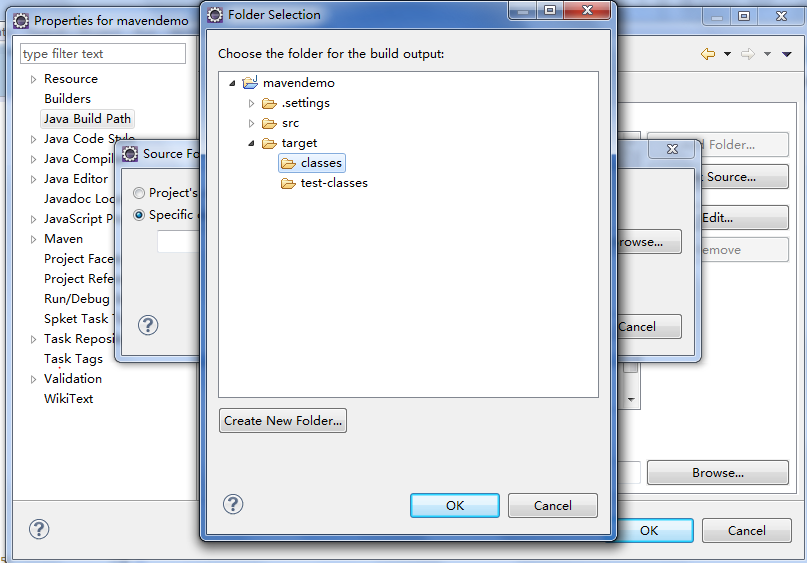 Properties for mavendemo
type filter text
Resource
Builders
Java Build Path
Java Code Style
Java Compil
Java Editor
Javadoc Loc
JavaScript P
Maven
Project Face
Project Refe
Run/Debug
Spket Task T
Task Reposi
Task Tags
Validation
WikiText
Source Fo
Project's
Specific
Folder Selection
Choose the folder for the build output:
mavendemo
.settings
src
target
classes
test-classes
Create New Folder...
OK
Cancel
d Folder...
Source...
Edit...
emove
rowse...
Cancel
Browse...
OK
Cancel